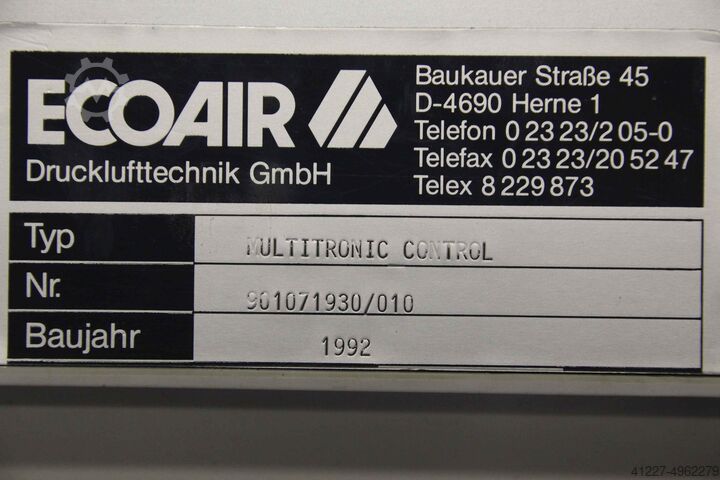 ECOAIR
Drucklufttechnik GmbH
Baukauer Straße 45
D-4690 Herne 1
Telefon 0 23 23/2 05-0
Telefax 0 23 23/20 52 47
Telex 8 229 873
Typ MULTITRONIC CONTROL
Nr. 901071930/010
Baujahr 1992
41227-4962279